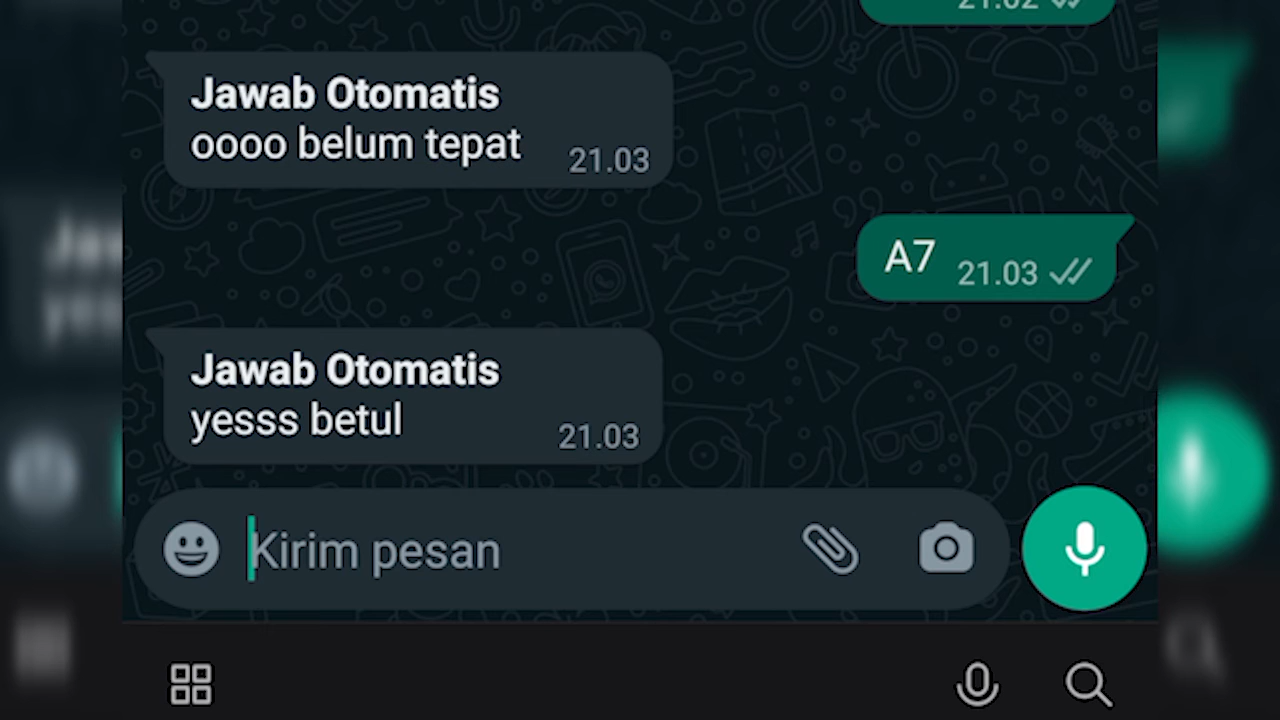 Jawab Otomatis
oooo belum tepat
21.03
A7
21.03
Jawab Otomatis
yesss betul
21.03
Kirim pesan